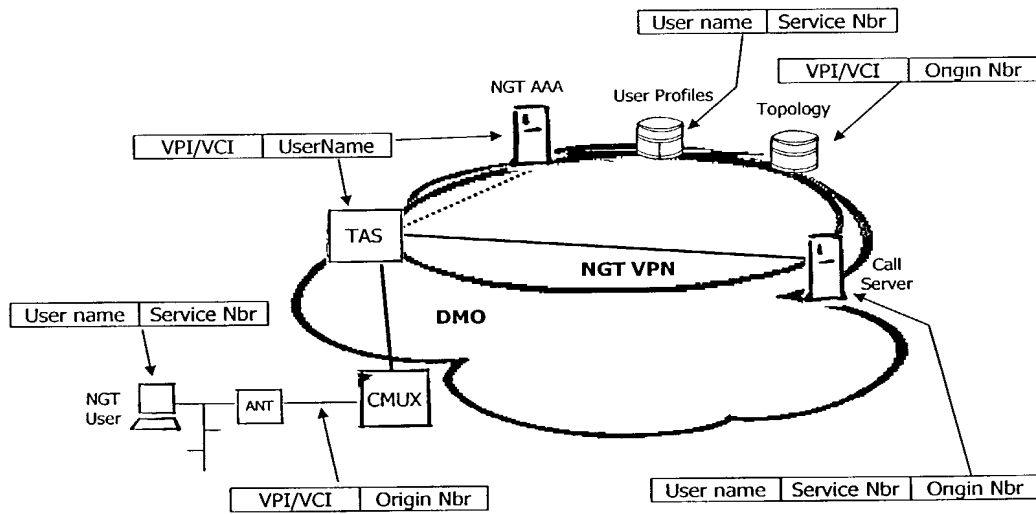 User name Service Nbr
VPI/VCI Origin Nbr
NGT AAA
User Profiles
Topology
VPI/VCI UserName
TAS
NGT VPN
Call
Server
User name Service Nbr
DMO
NGT
User
ANT
CMUX
VPI/VCI Origin Nbr
User name Service Nbr Origin Nbr